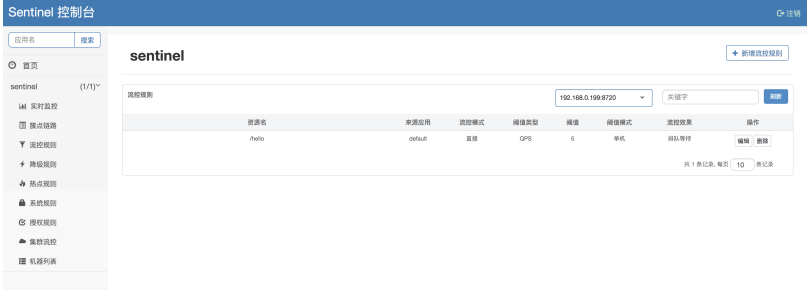 Sentinel 控制台
注销
应用名 搜索
首页
sentinel (1/1)
实时监控
簇点链路
流控规则
降级规则
热点规则
系统规则
授权规则
集群流控
机器列表
sentinel
+ 新增流控规则
流控规则 192.168.0.199:8720 关键字 刷新
资源名 来源应用 流控模式 阈值类型 阈值 阈值模式 流控效果 操作
/hello default 直接 QPS 5 单机 排队等待 编辑 删除
共 1 条记录, 每页 10 条记录